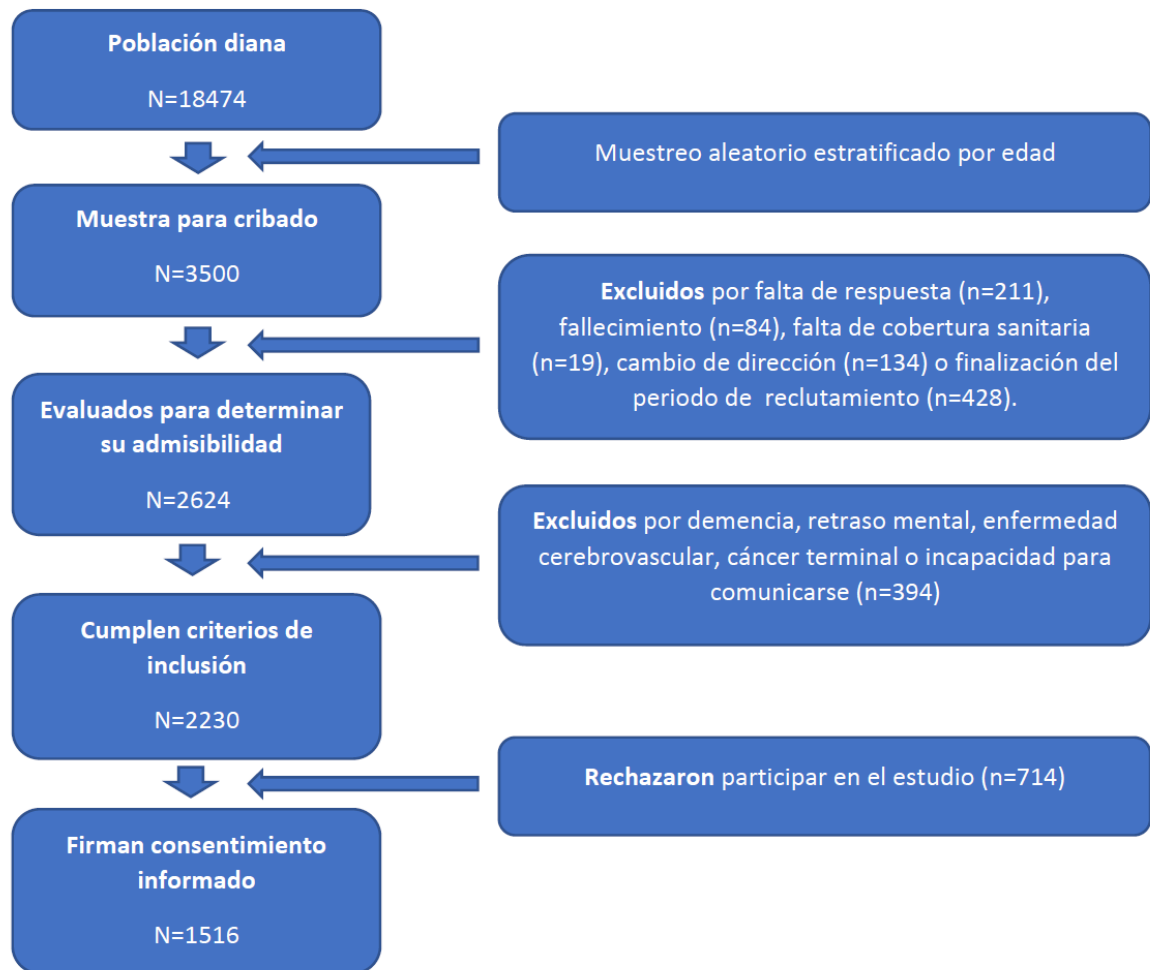 Población diana
N=18474
Muestreo aleatorio estratificado por edad
Muestra para cribado
N=3500
Excluidos por falta de respuesta (n=211),
fallecimiento (n=84), falta de cobertura sanitaria
(n=19), cambio de dirección (n=134) o finalización del
periodo de reclutamiento (n=428).
Evaluados para determinar
su admisibilidad
N=2624
Excluidos por demencia, retraso mental, enfermedad
cerebrovascular, cáncer terminal o incapacidad para
comunicarse (n=394)
Cumplen criterios de
inclusión
N=2230
Rechazaron participar en el estudio (n=714)
Firman consentimiento
informado
N=1516